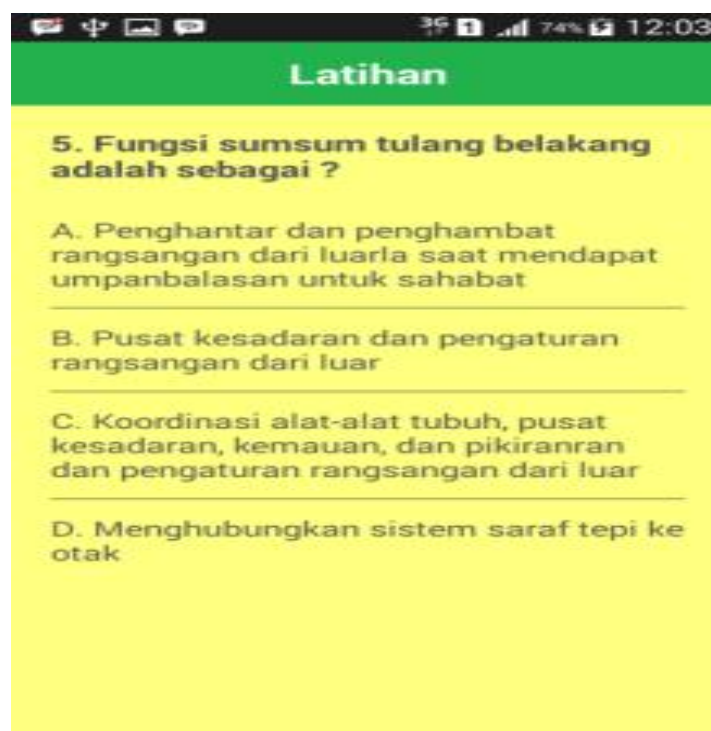 3G 1 74% 12:03
Latihan
5. Fungsi sumsum tulang belakang
adalah sebagai ?
A. Penghantar dan penghambat
rangsangan dari luarla saat mendapat
umpanbalasan untuk sahabat
B. Pusat kesadaran dan pengaturan
rangsangan dari luar
C. Koordinasi alat-alat tubuh, pusat
kesadaran, kemauan, dan pikiranran
dan pengaturan rangsangan dari luar
D. Menghubungkan sistem saraf tepi ke
otak